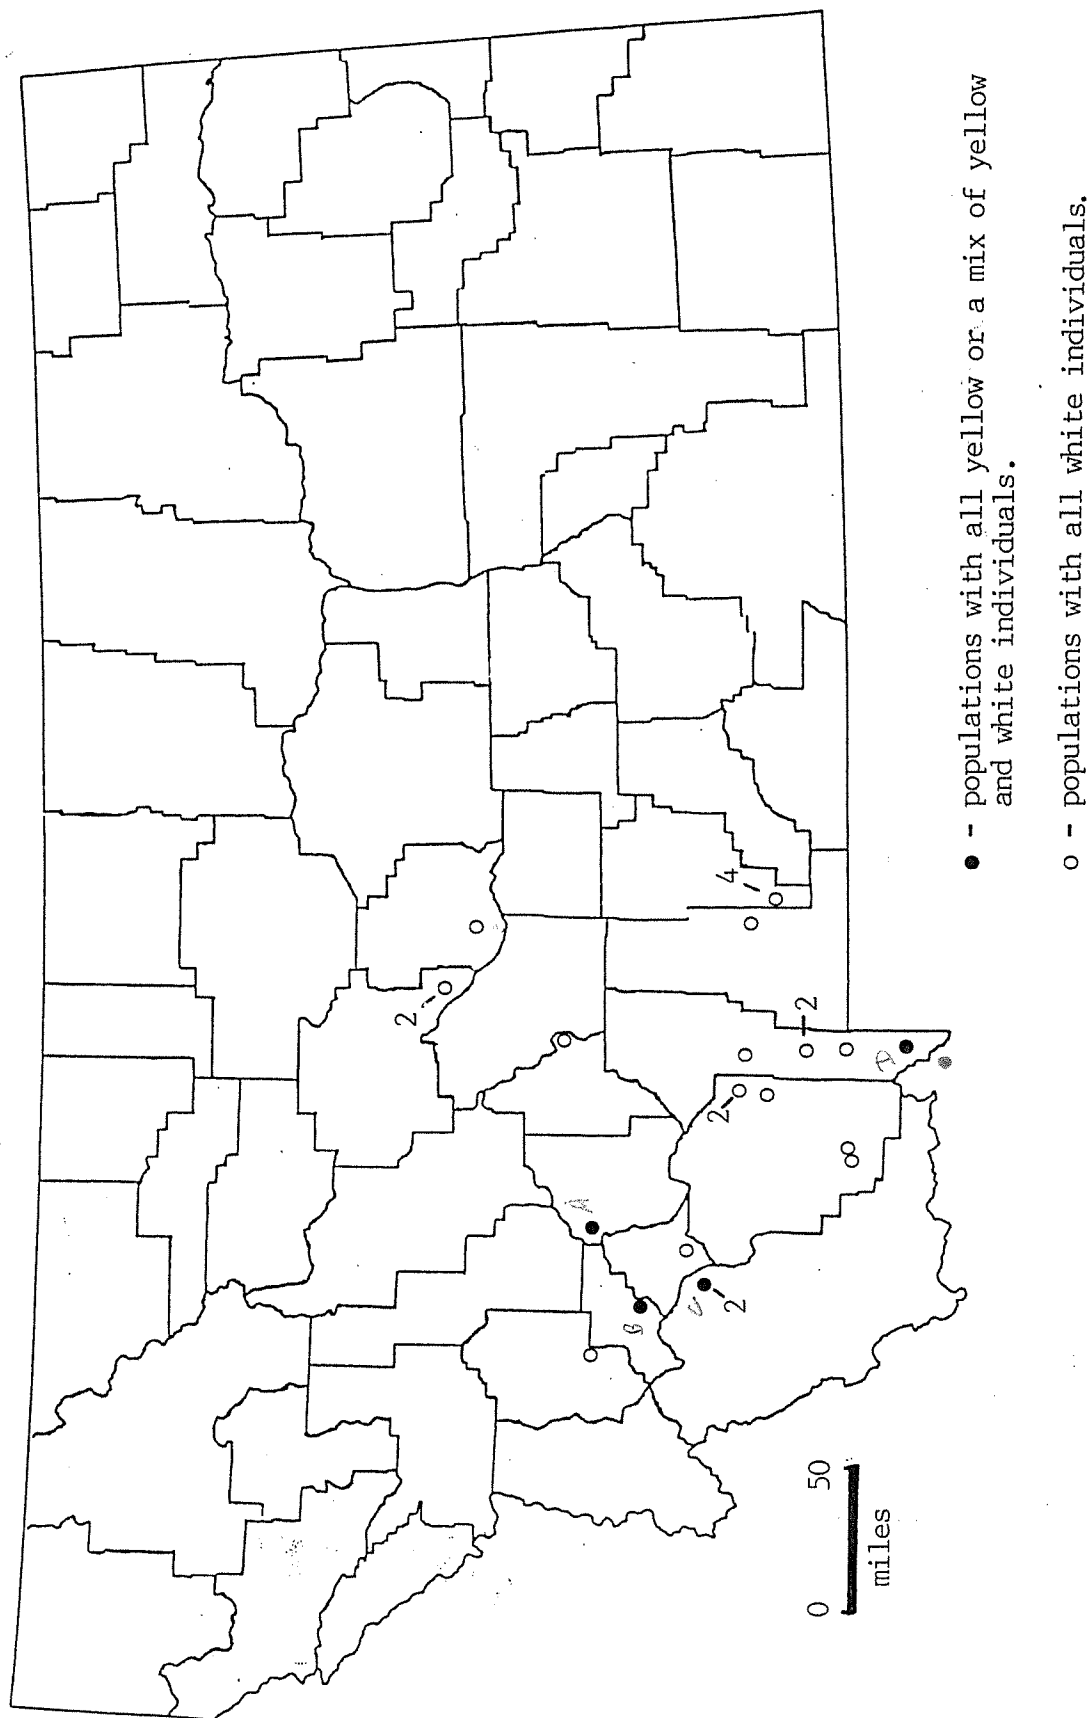 A
B
C
2
D
2
2
2
4
0 50
miles
● - populations with all yellow or a mix of yellow
and white individuals.
○ - populations with all white individuals.